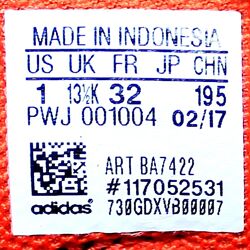 MADE IN INDONESIA
US UK FR JP CHN
1 13½K 32 195
PWJ 001004 02/17
ART BA7422
#117052531
adidas 730GDXVB00007